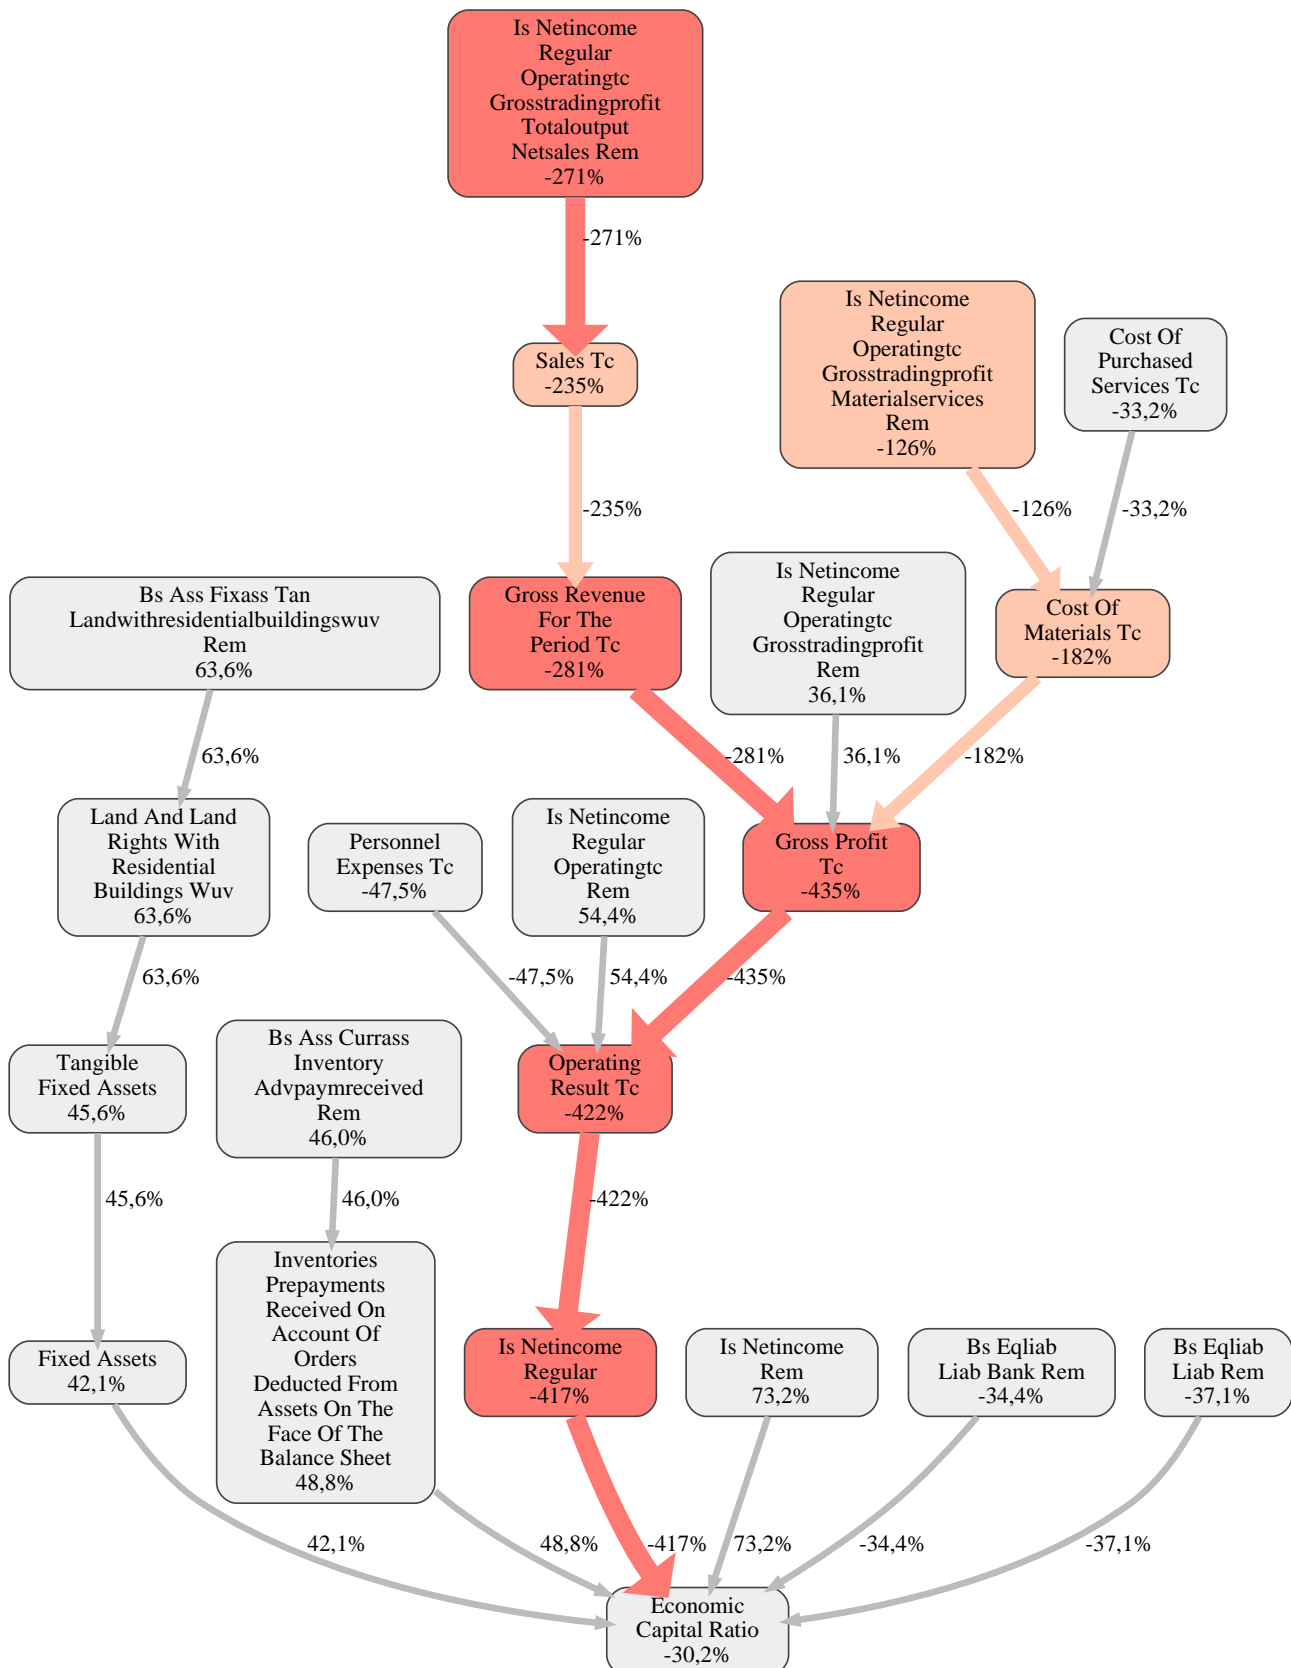 Is Netincome
Regular
Operatingtc
Grosstradingprofit
Totaloutput
Netsales Rem
-271%
-271%
Is Netincome
Regular
Operatingtc
Grosstradingprofit
Materialservices
Rem
-126%
Cost Of
Purchased
Services Tc
-33,2%
Sales Tc
-235%
-235%
-126%
-33,2%
Bs Ass Fixass Tan
Landwithresidentialbuildingswuv
Rem
63,6%
Gross Revenue
For The
Period Tc
-281%
Is Netincome
Regular
Operatingtc
Grosstradingprofit
Rem
36,1%
Cost Of
Materials Tc
-182%
63,6%
-281%
36,1%
-182%
Land And Land
Rights With
Residential
Buildings Wuv
63,6%
Personnel
Expenses Tc
-47,5%
Is Netincome
Regular
Operatingtc
Rem
54,4%
Gross Profit
Tc
-435%
63,6%
-47,5%
54,4%
-435%
Tangible
Fixed Assets
45,6%
Bs Ass Currass
Inventory
Advpaymreceived
Rem
46,0%
Operating
Result Tc
-422%
45,6%
46,0%
-422%
Fixed Assets
42,1%
Inventories
Prepayments
Received On
Account Of
Orders
Deducted From
Assets On The
Face Of The
Balance Sheet
48,8%
Is Netincome
Regular
-417%
Is Netincome
Rem
73,2%
Bs Eqliab
Liab Bank Rem
-34,4%
Bs Eqliab
Liab Rem
-37,1%
42,1%
48,8%
-417%
73,2%
-34,4%
-37,1%
Economic
Capital Ratio
-30,2%